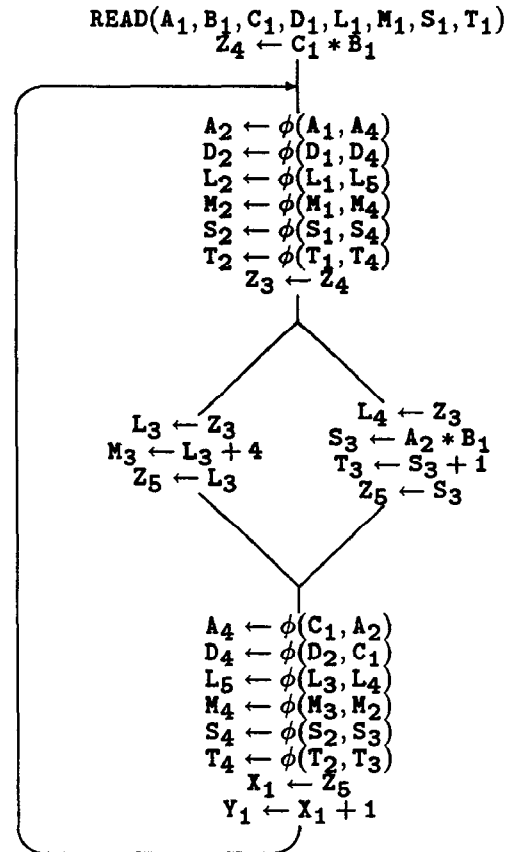 READ(A₁,B₁,C₁,D₁,L₁,M₁,S₁,T₁)
Z₄ ← C₁ * B₁
A₂ ← ϕ(A₁,A₄)
D₂ ← ϕ(D₁,D₄)
L₂ ← ϕ(L₁,L₅)
M₂ ← ϕ(M₁,M₄)
S₂ ← ϕ(S₁,S₄)
T₂ ← ϕ(T₁,T₄)
Z₃ ← Z₄
L₃ ← Z₃
M₃ ← L₃ + 4
Z₅ ← L₃
L₄ ← Z₃
S₃ ← A₂ * B₁
T₃ ← S₃ + 1
Z₅ ← S₃
A₄ ← ϕ(C₁,A₂)
D₄ ← ϕ(D₂,C₁)
L₅ ← ϕ(L₃,L₄)
M₄ ← ϕ(M₃,M₂)
S₄ ← ϕ(S₂,S₃)
T₄ ← ϕ(T₂,T₃)
X₁ ← Z₅
Y₁ ← X₁ + 1